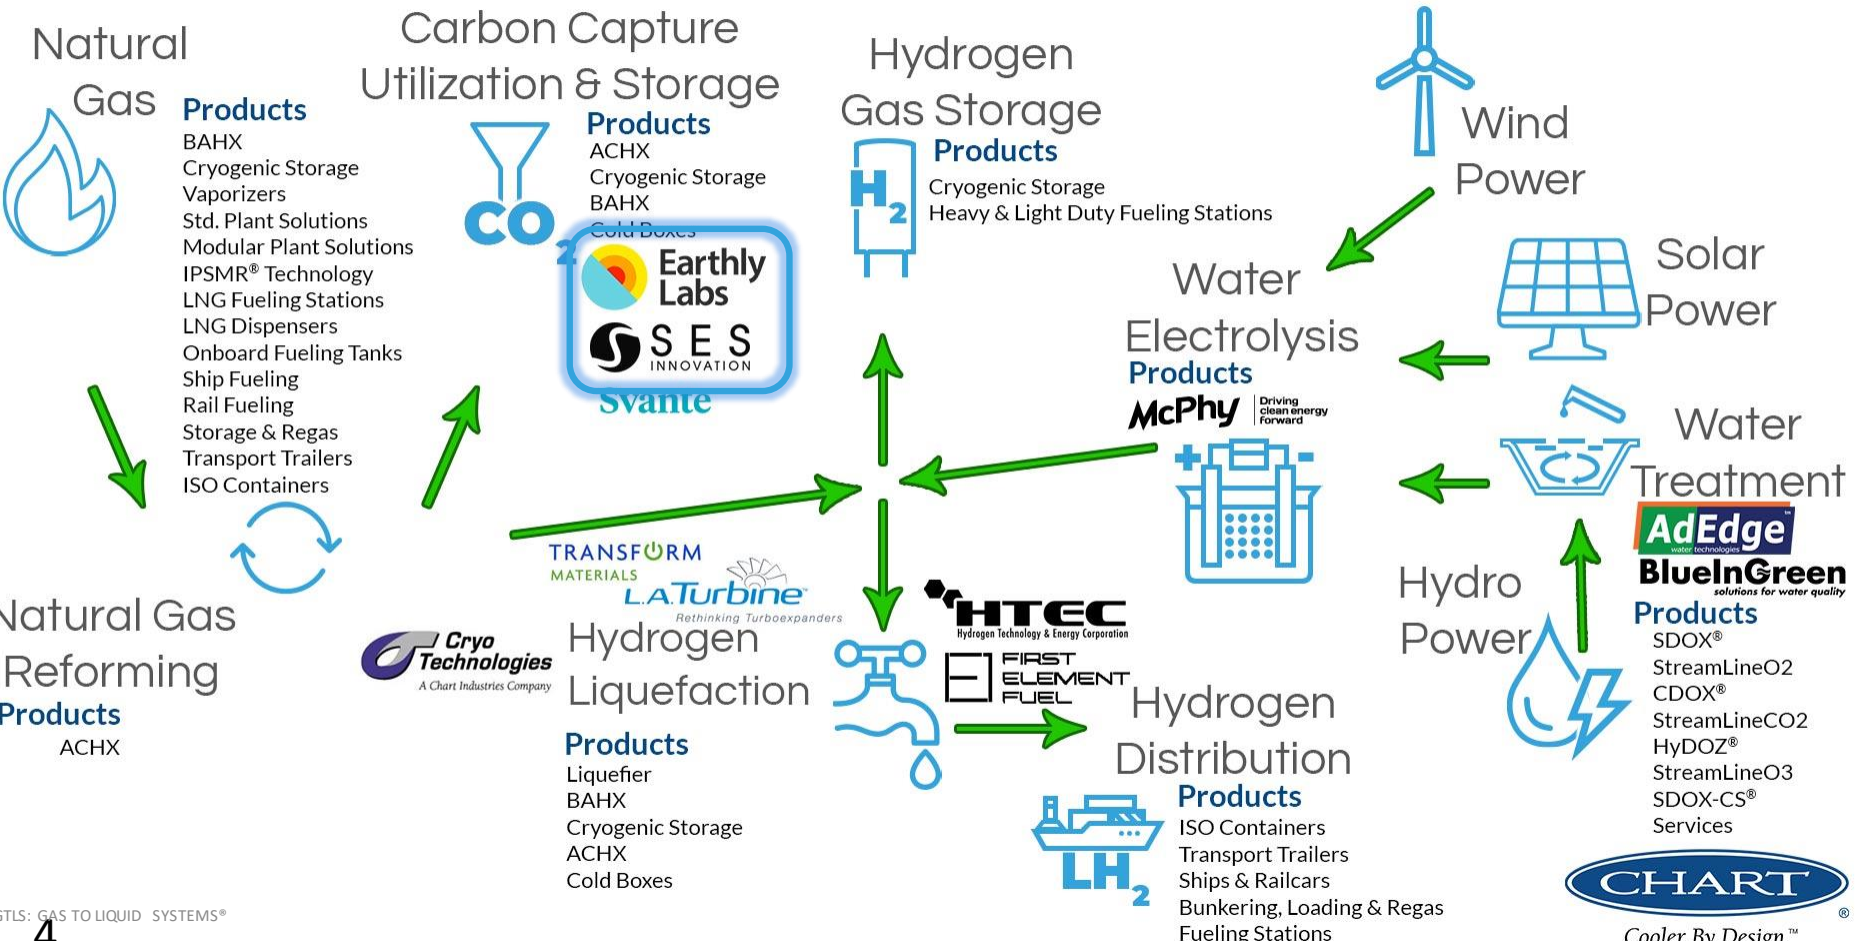 Natural
Gas
Products
BAHX
Cryogenic Storage
Vaporizers
Std. Plant Solutions
Modular Plant Solutions
IPSMR® Technology
LNG Fueling Stations
LNG Dispensers
Onboard Fueling Tanks
Ship Fueling
Rail Fueling
Storage & Regas
Transport Trailers
ISO Containers
Carbon Capture
Utilization & Storage
Products
ACHX
Cryogenic Storage
BAHX
Cold Boxes
CO2
Earthly
Labs
SES
INNOVATION
Svante
Hydrogen
Gas Storage
Products
Cryogenic Storage
Heavy & Light Duty Fueling Stations
H2
Wind
Power
Solar
Power
Water
Electrolysis
Products
McPhy
Driving
clean energy
forward
+ -
Water
Treatment
AdEdge™
water technologies
BlueInGreen
solutions for water quality
Products
SDOX®
StreamLineO2
CDOX®
StreamLineCO2
HyDOZ®
StreamLineO3
SDOX-CS®
Services
Hydro
Power
Natural Gas
Reforming
Products
ACHX
TRANSFORM
MATERIALS
L.A.Turbine™
Rethinking Turboexpanders
Cryo
Technologies
A Chart Industries Company
Hydrogen
Liquefaction
Products
Liquefier
BAHX
Cryogenic Storage
ACHX
Cold Boxes
HTEC
Hydrogen Technology & Energy Corporation
FIRST
ELEMENT
FUEL
Hydrogen
Distribution
Products
ISO Containers
Transport Trailers
Ships & Railcars
Bunkering, Loading & Regas
Fueling Stations
LH2
CHART®
Cooler By Design™
GTLS: GAS TO LIQUID SYSTEMS®
4